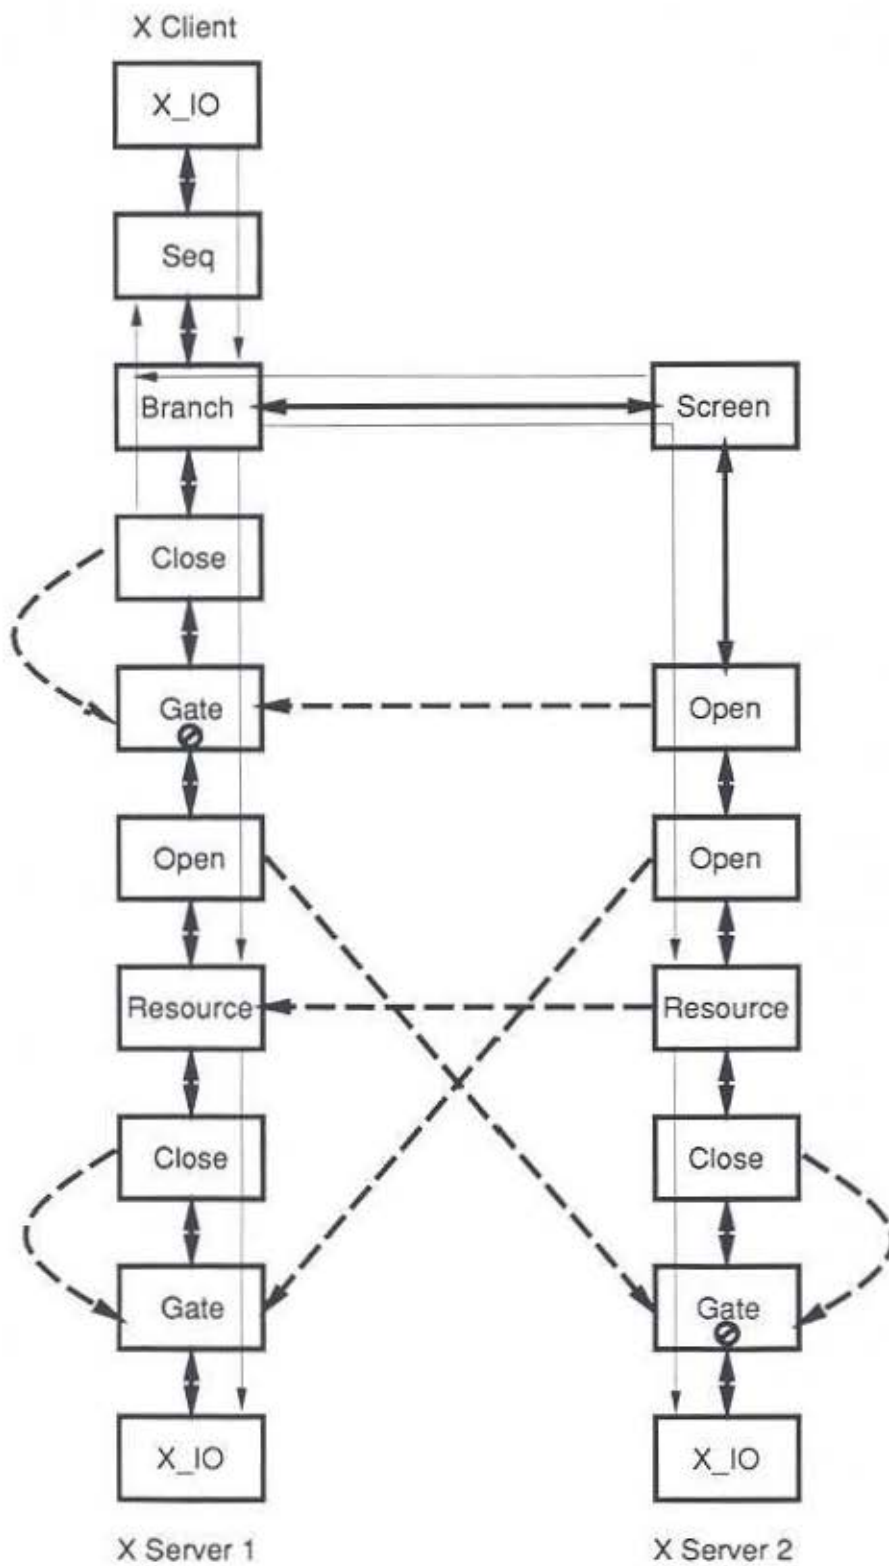 X Client
X_IO
Seq
Branch
Screen
Close
Gate
Open
Open
Open
Resource
Resource
Close
Close
Gate
Gate
X_IO
X_IO
X Server 1
X Server 2